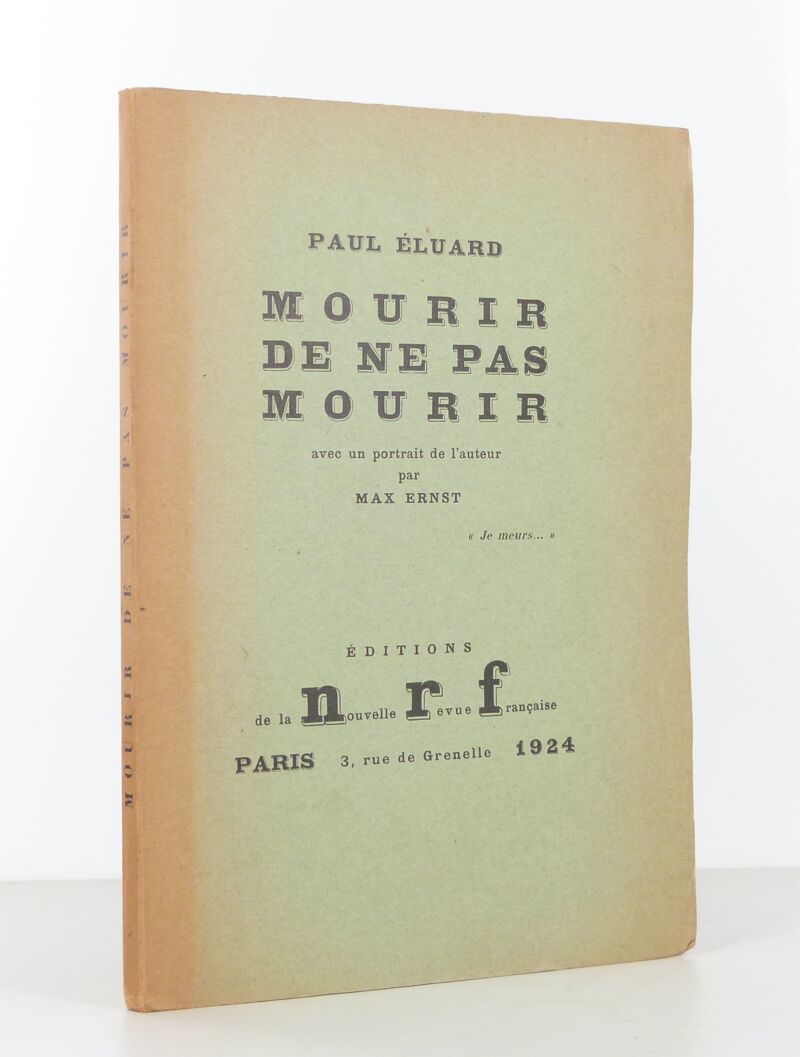 PAUL ÉLUARD
MOURIR
DE NE PAS
MOURIR
avec un portrait de l'auteur
par
MAX ERNST
« Je meurs... »
ÉDITIONS
de la nouvelle revue française
PARIS 3, rue de Grenelle 1924
MOURIR DE NE PAS MOURIR